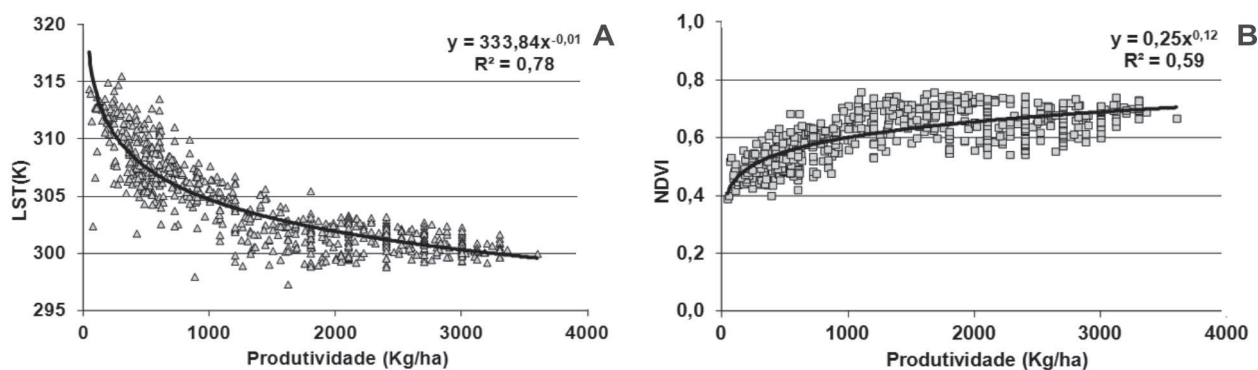 A
y = 333,84x^-0,01
R² = 0,78
LST(K)
320
315
310
305
300
295
0 1000 2000 3000 4000
Produtividade (Kg/ha)
B
y = 0,25x^0,12
R² = 0,59
NDVI
1,0
0,8
0,6
0,4
0,2
0,0
0 1000 2000 3000 4000
Produtividade (Kg/ha)